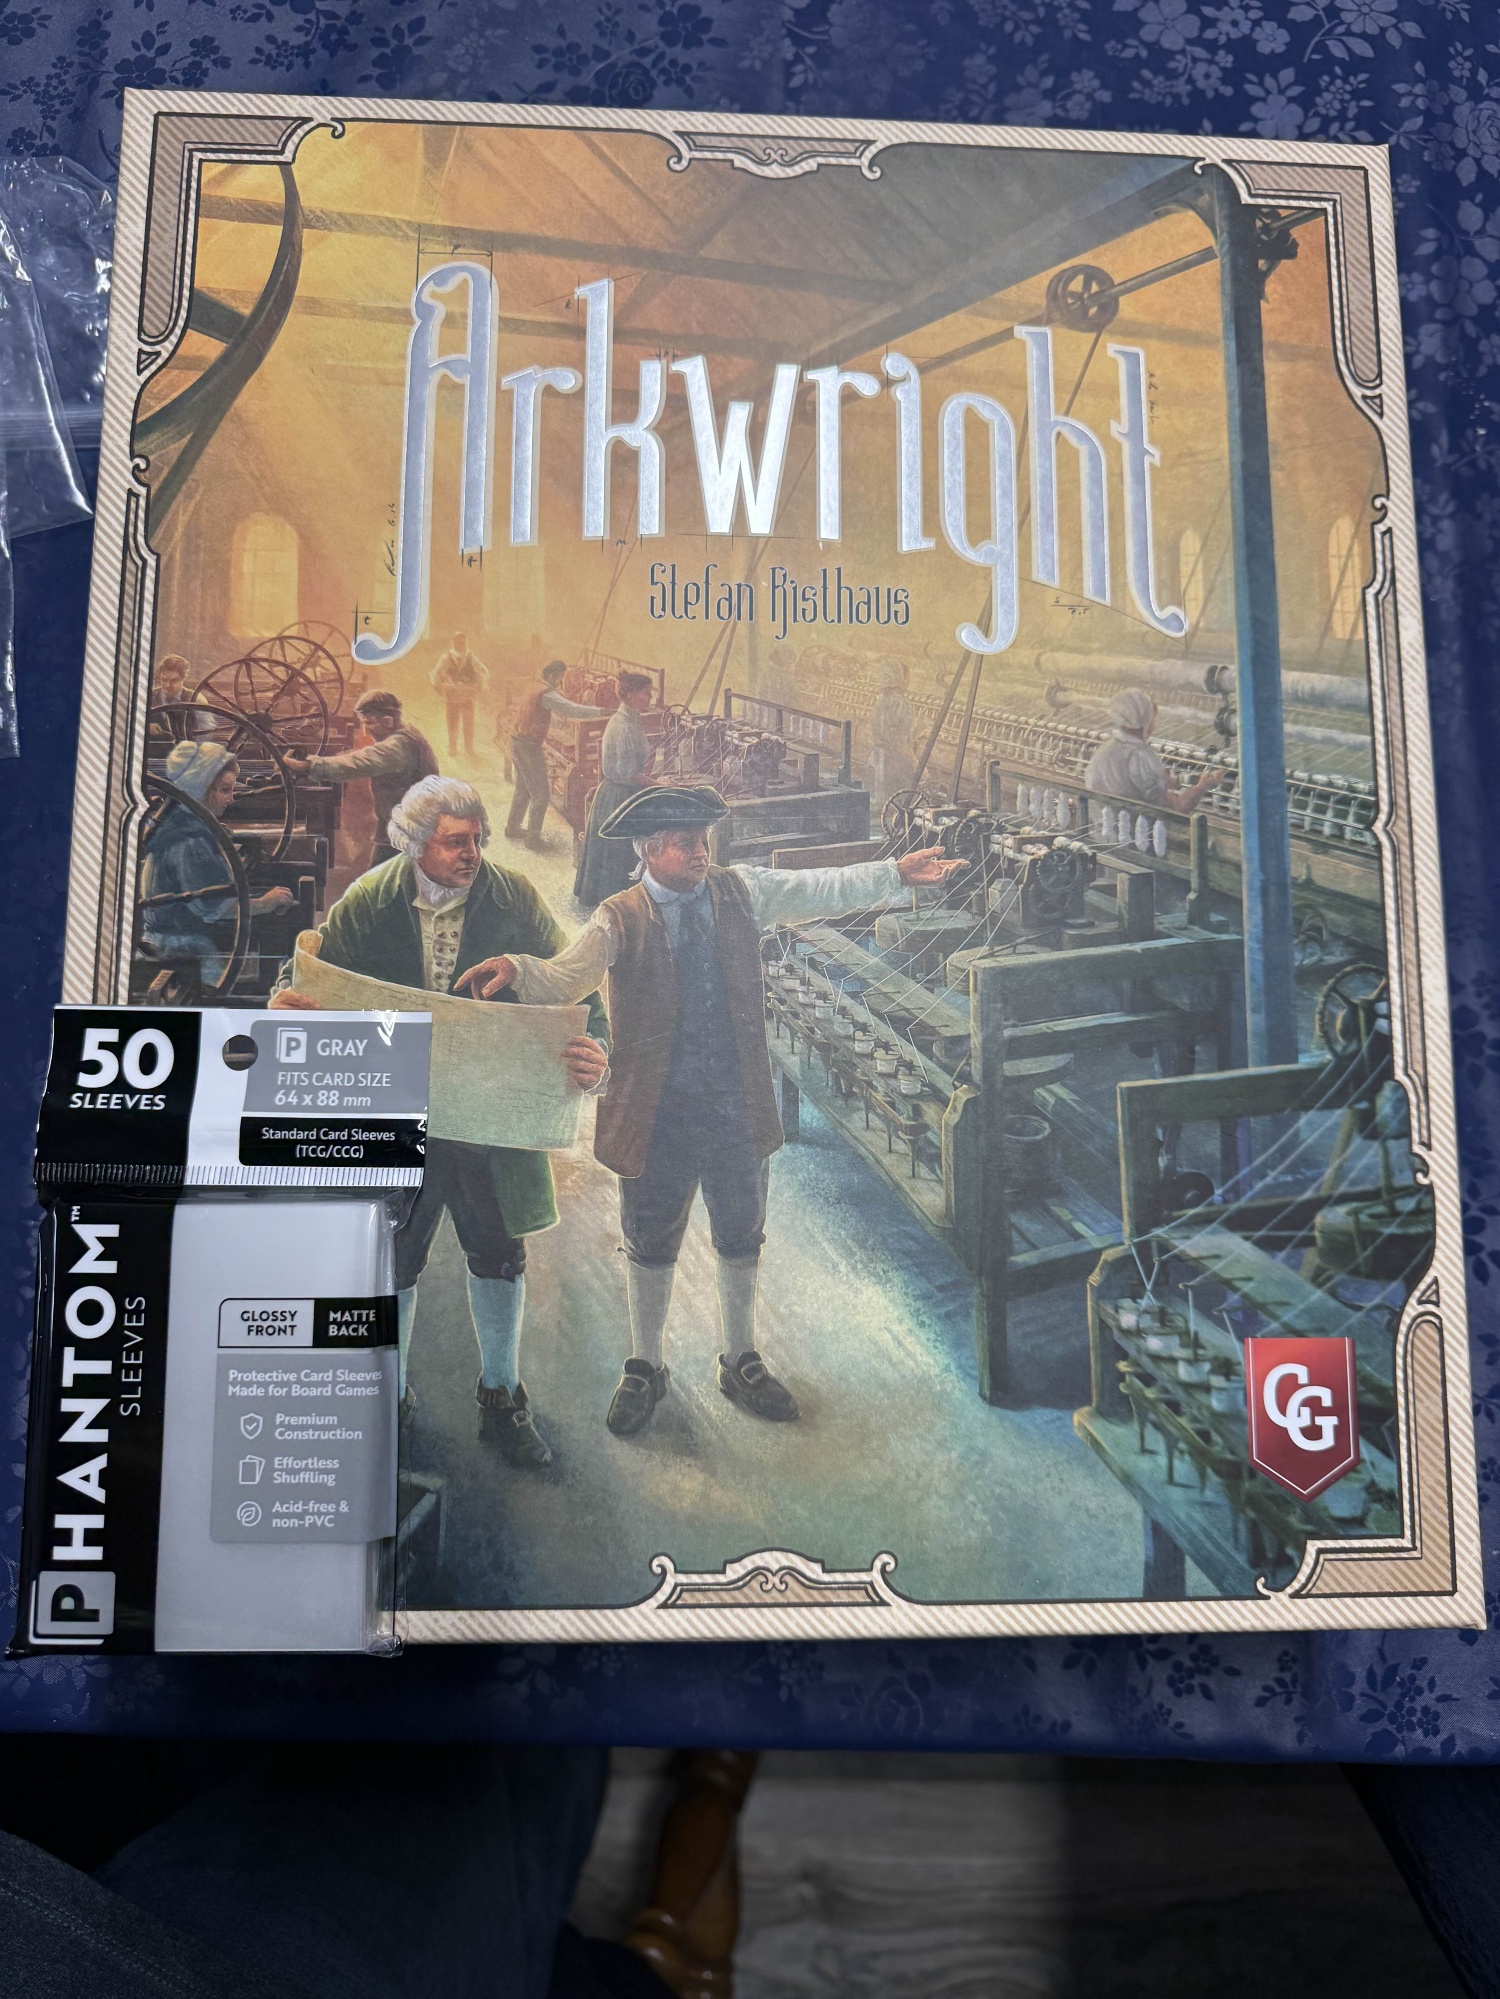 Arkwright
Stefan Risthaus
50
SLEEVES
P GRAY
FITS CARD SIZE
64 x 88 mm
Standard Card Sleeves
(TCG/CCG)
PHANTOM™
SLEEVES
GLOSSY
FRONT
MATTE
BACK
Protective Card Sleeves
Made for Board Games
Premium
Construction
Effortless
Shuffling
Acid-free &
non-PVC
CG